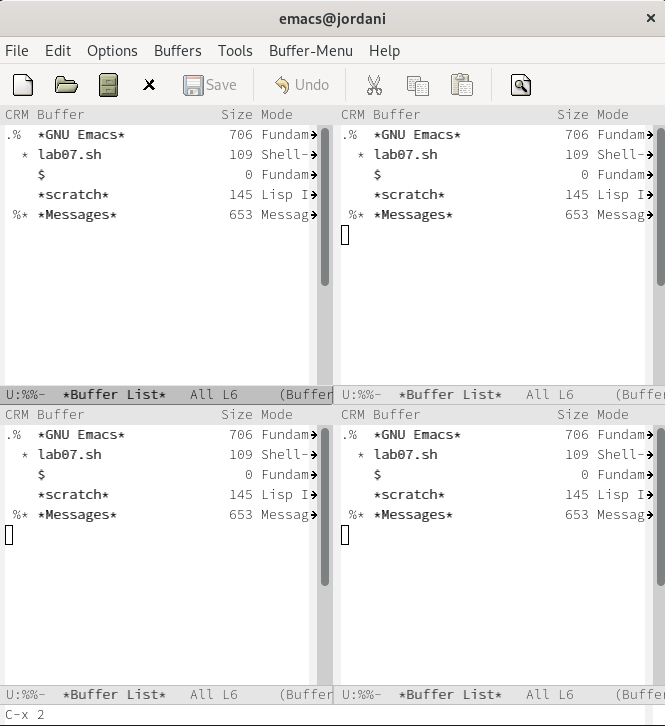 emacs@jordani ×
File Edit Options Buffers Tools Buffer-Menu Help
Save Undo
CRM Buffer Size Mode CRM Buffer Size Mode
.% *GNU Emacs* 706 Fundam .% *GNU Emacs* 706 Fundam
* lab07.sh 109 Shell- * lab07.sh 109 Shell-
$ 0 Fundam $ 0 Fundam
*scratch* 145 Lisp I *scratch* 145 Lisp I
%* *Messages* 653 Messag %* *Messages* 653 Messag
U:%%- *Buffer List* All L6 (Buffer U:%%- *Buffer List* All L6 (Buffer
CRM Buffer Size Mode CRM Buffer Size Mode
.% *GNU Emacs* 706 Fundam .% *GNU Emacs* 706 Fundam
* lab07.sh 109 Shell- * lab07.sh 109 Shell-
$ 0 Fundam $ 0 Fundam
*scratch* 145 Lisp I *scratch* 145 Lisp I
%* *Messages* 653 Messag %* *Messages* 653 Messag
U:%%- *Buffer List* All L6 (Buffer U:%%- *Buffer List* All L6 (Buffer
C-x 2